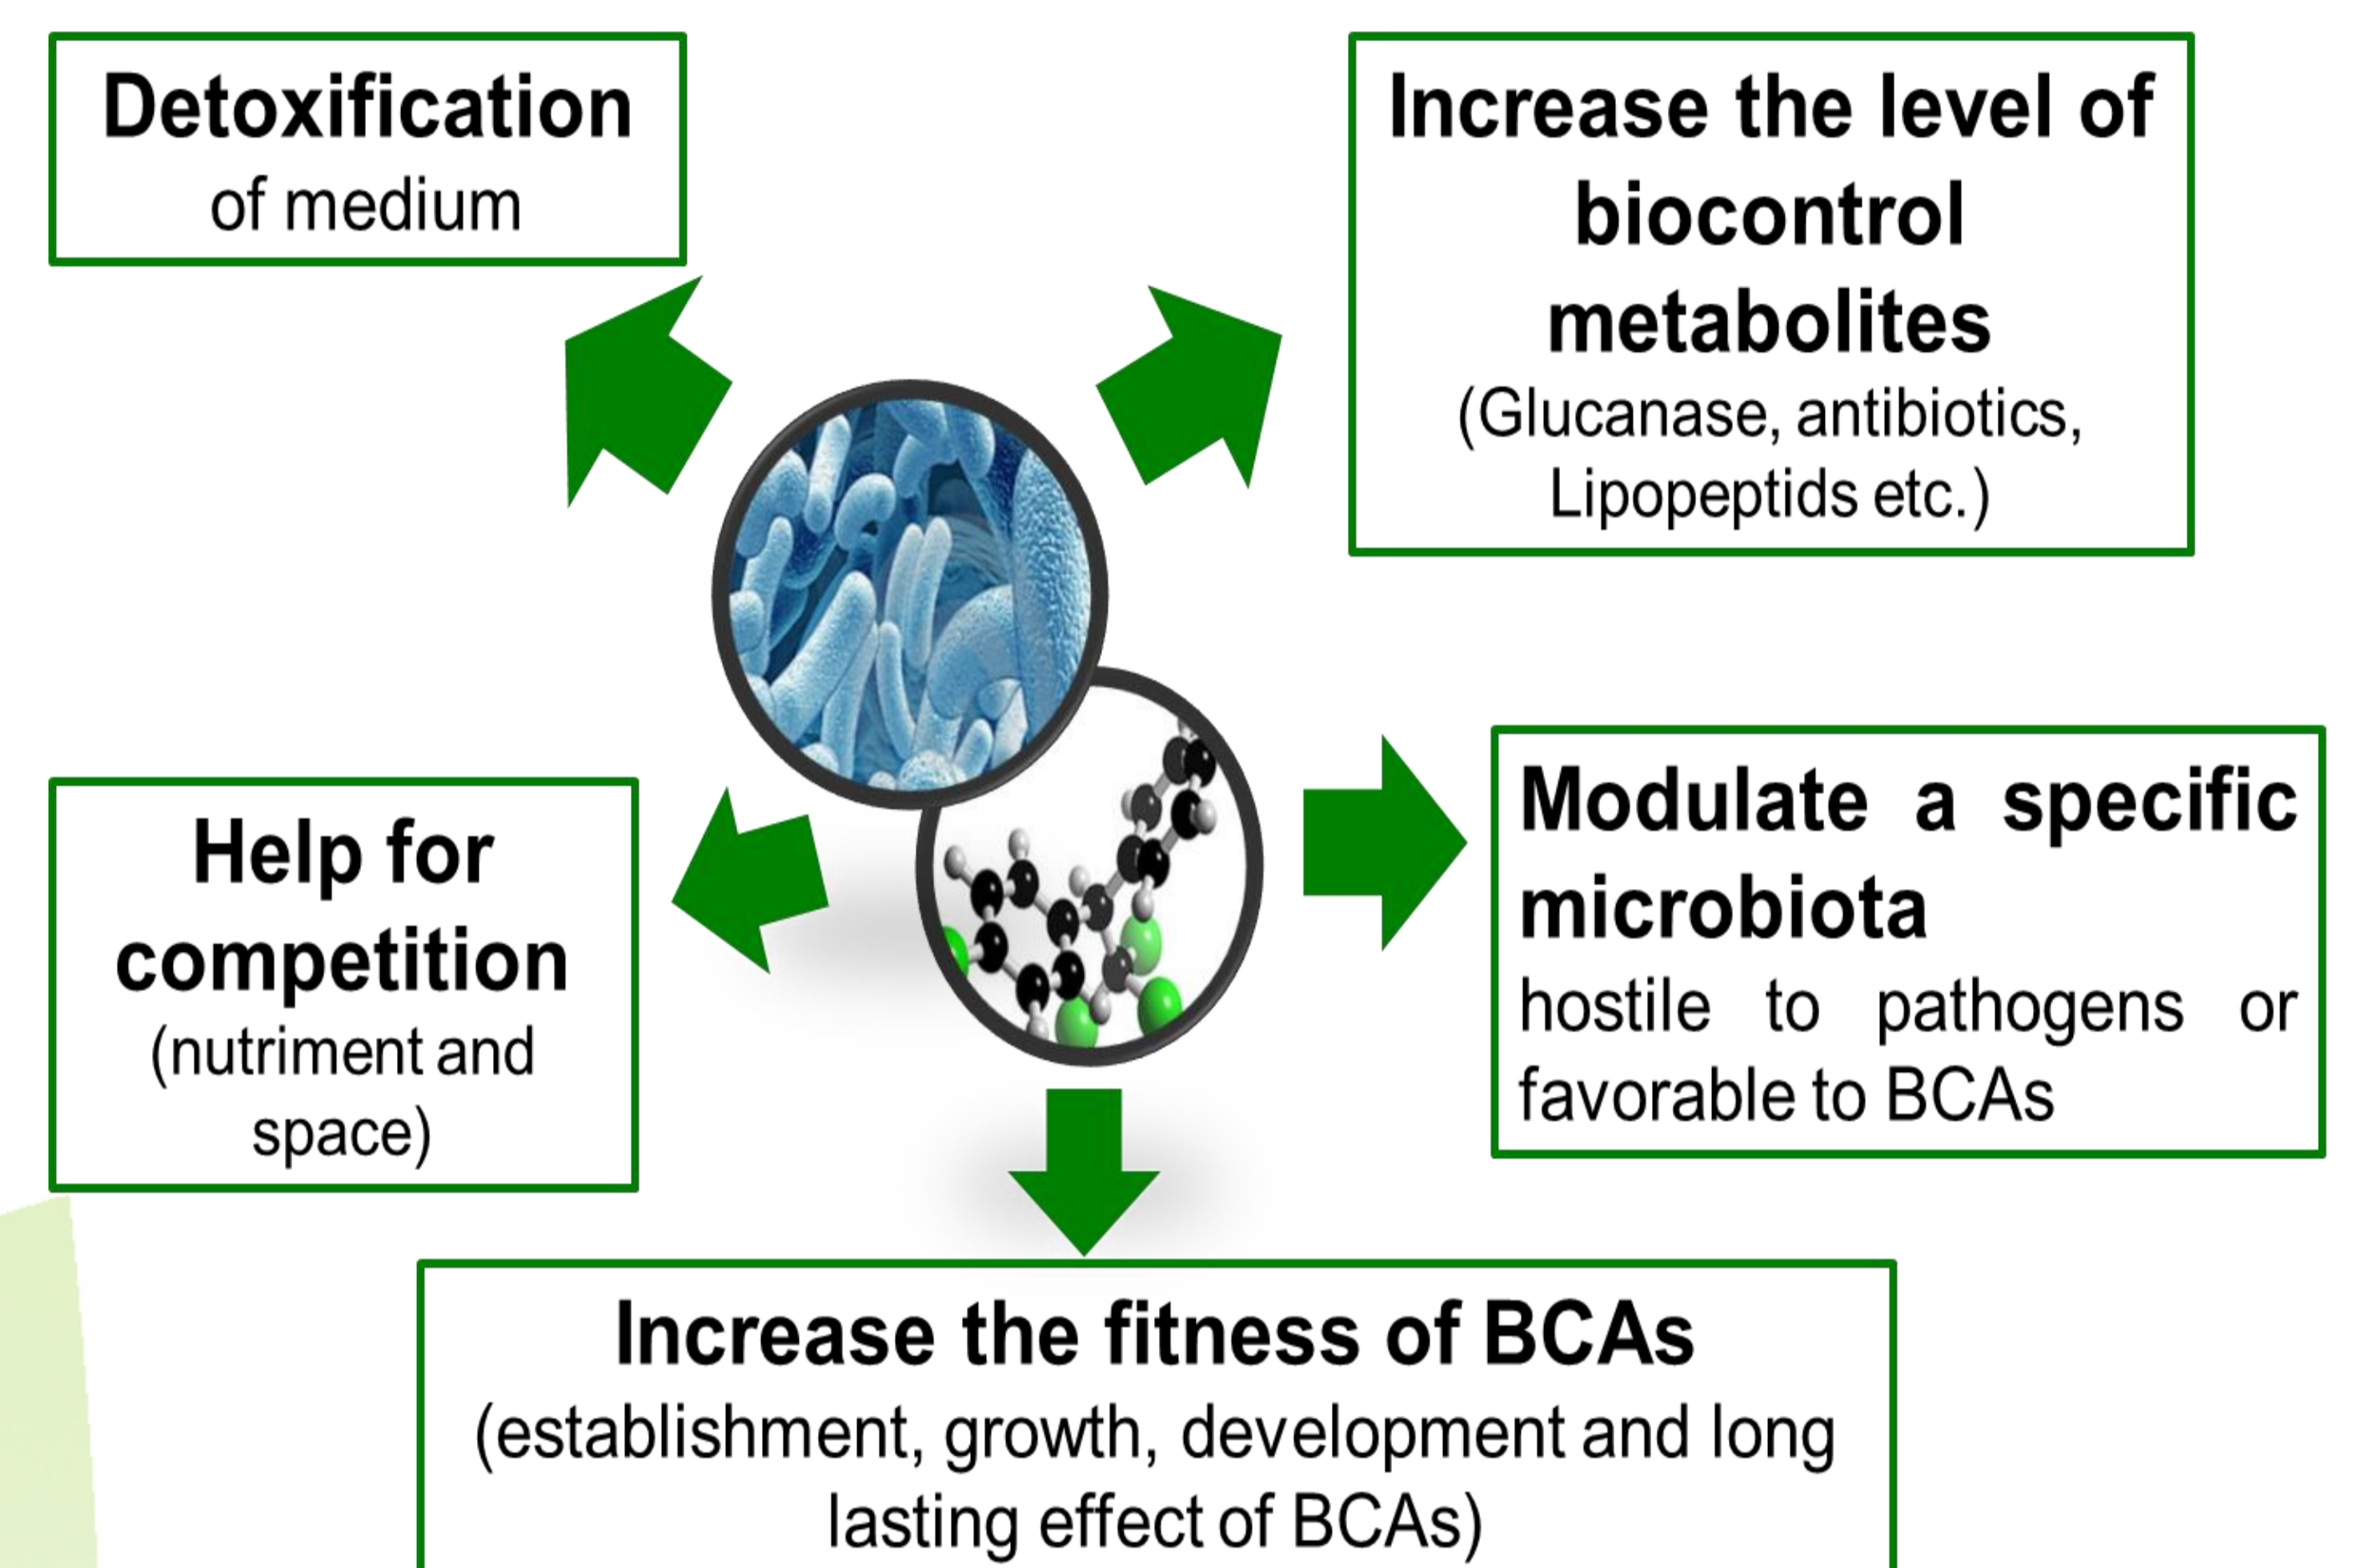 Detoxification
of medium
Increase the level of
biocontrol
metabolites
(Glucanase, antibiotics,
Lipopeptids etc.)
Help for
competition
(nutriment and
space)
Modulate a specific
microbiota
hostile to pathogens or
favorable to BCAs
Increase the fitness of BCAs
(establishment, growth, development and long
lasting effect of BCAs)